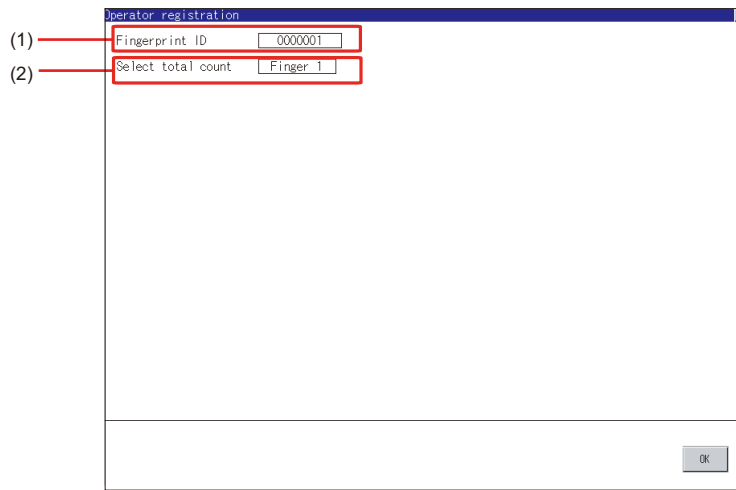 Operator registration
(1) Fingerprint ID 0000001
(2) Select total count Finger 1
OK